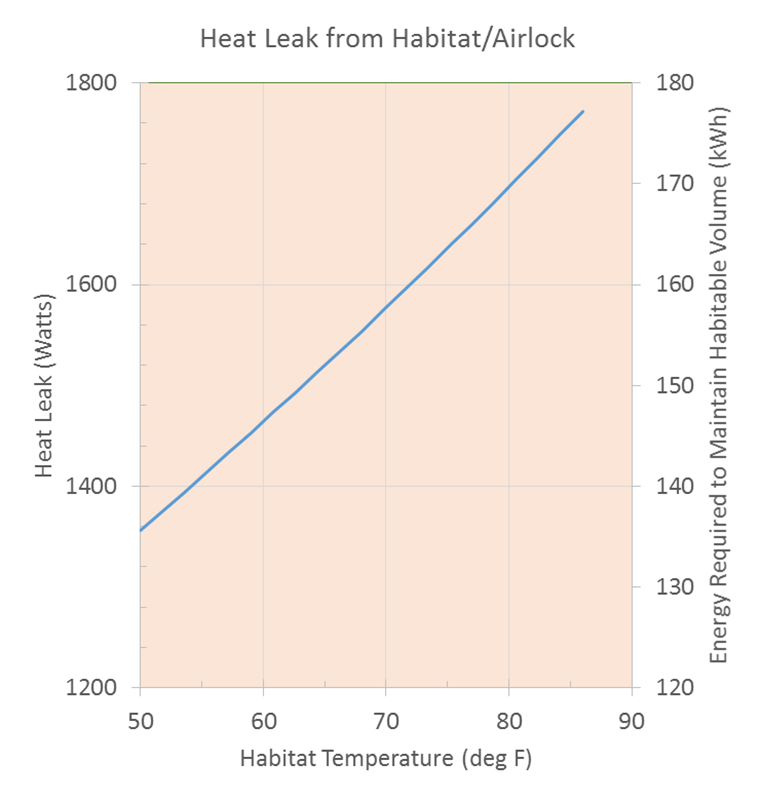 Heat Leak from Habitat/Airlock
Heat Leak (Watts)
1800
1600
1400
1200
180
170
160
150
140
130
120
Energy Required to Maintain Habitable Volume (kWh)
50 60 70 80 90
Habitat Temperature (deg F)